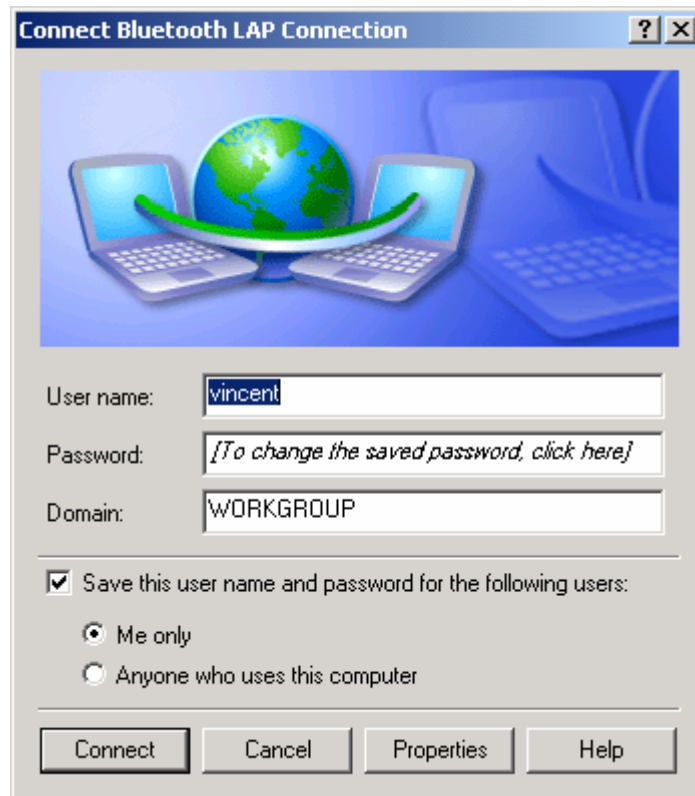 Connect Bluetooth LAP Connection
User name: vincent
Password: [To change the saved password, click here]
Domain: WORKGROUP
Save this user name and password for the following users:
Me only
Anyone who uses this computer
Connect Cancel Properties Help